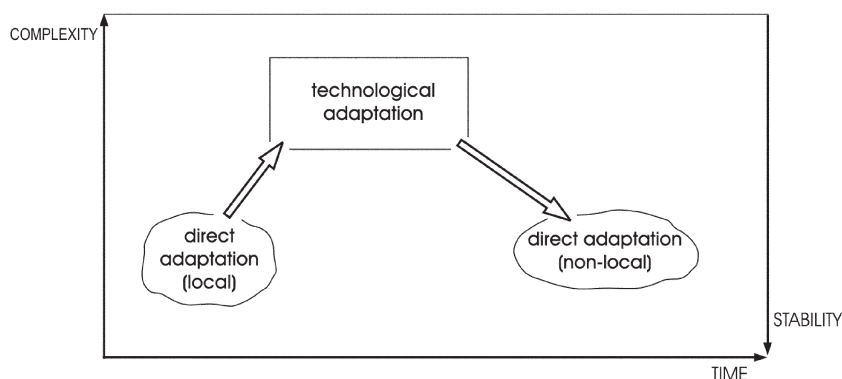 COMPLEXITY
technological
adaptation
direct
adaptation
(local)
direct adaptation
(non-local)
STABILITY
TIME